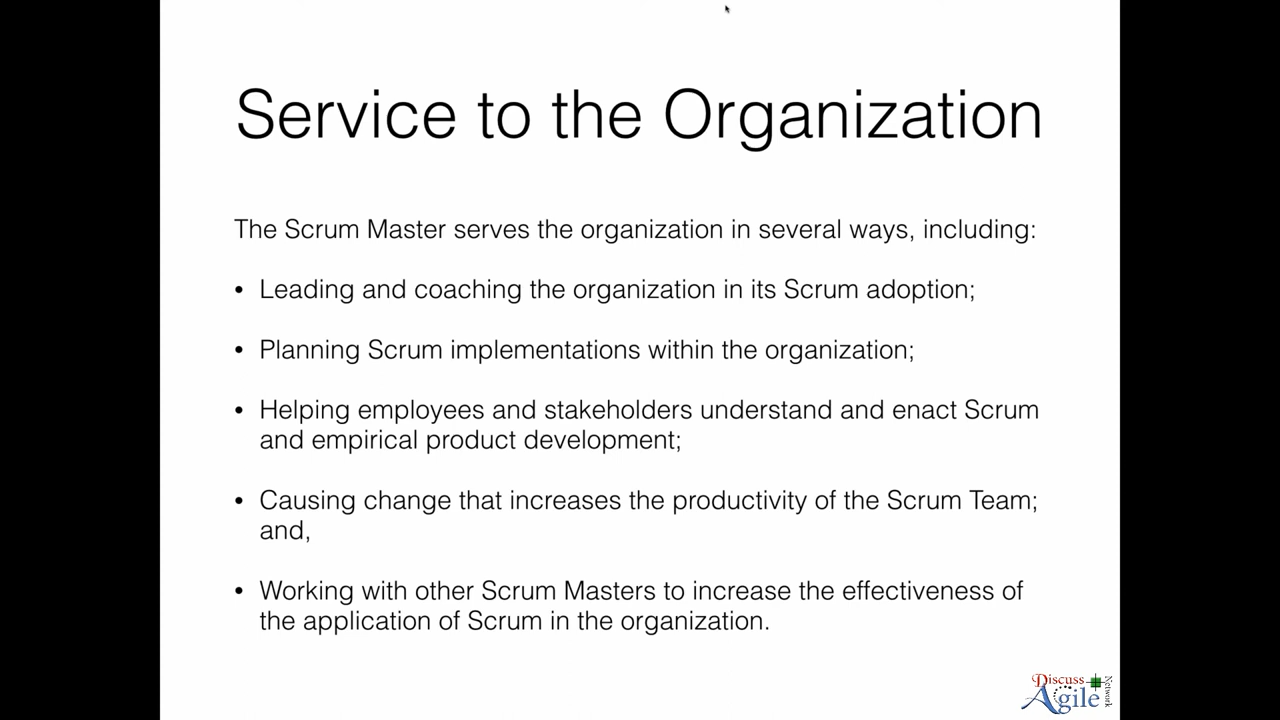 Service to the Organization
The Scrum Master serves the organization in several ways, including:
• Leading and coaching the organization in its Scrum adoption;
• Planning Scrum implementations within the organization;
• Helping employees and stakeholders understand and enact Scrum
and empirical product development;
• Causing change that increases the productivity of the Scrum Team;
and,
• Working with other Scrum Masters to increase the effectiveness of
the application of Scrum in the organization.
Discuss
Agile
Network